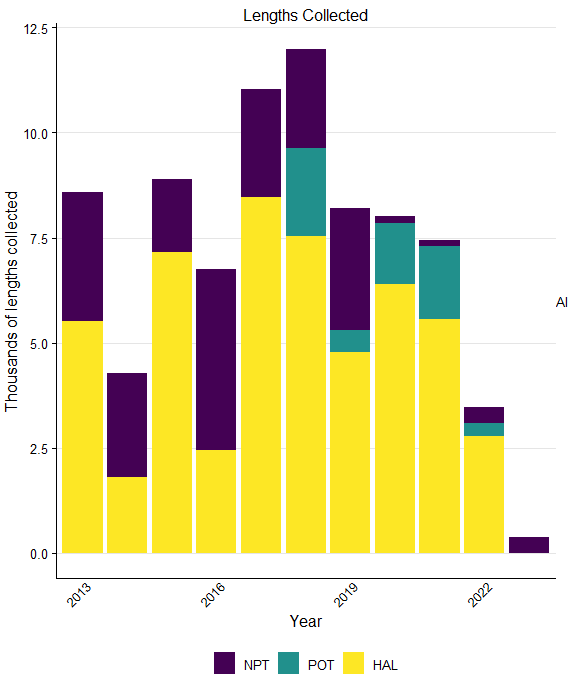 Lengths Collected
Thousands of lengths collected
12.5
10.0
7.5
5.0
2.5
0.0
AI
2013
2016
2019
2022
Year
NPT
POT
HAL